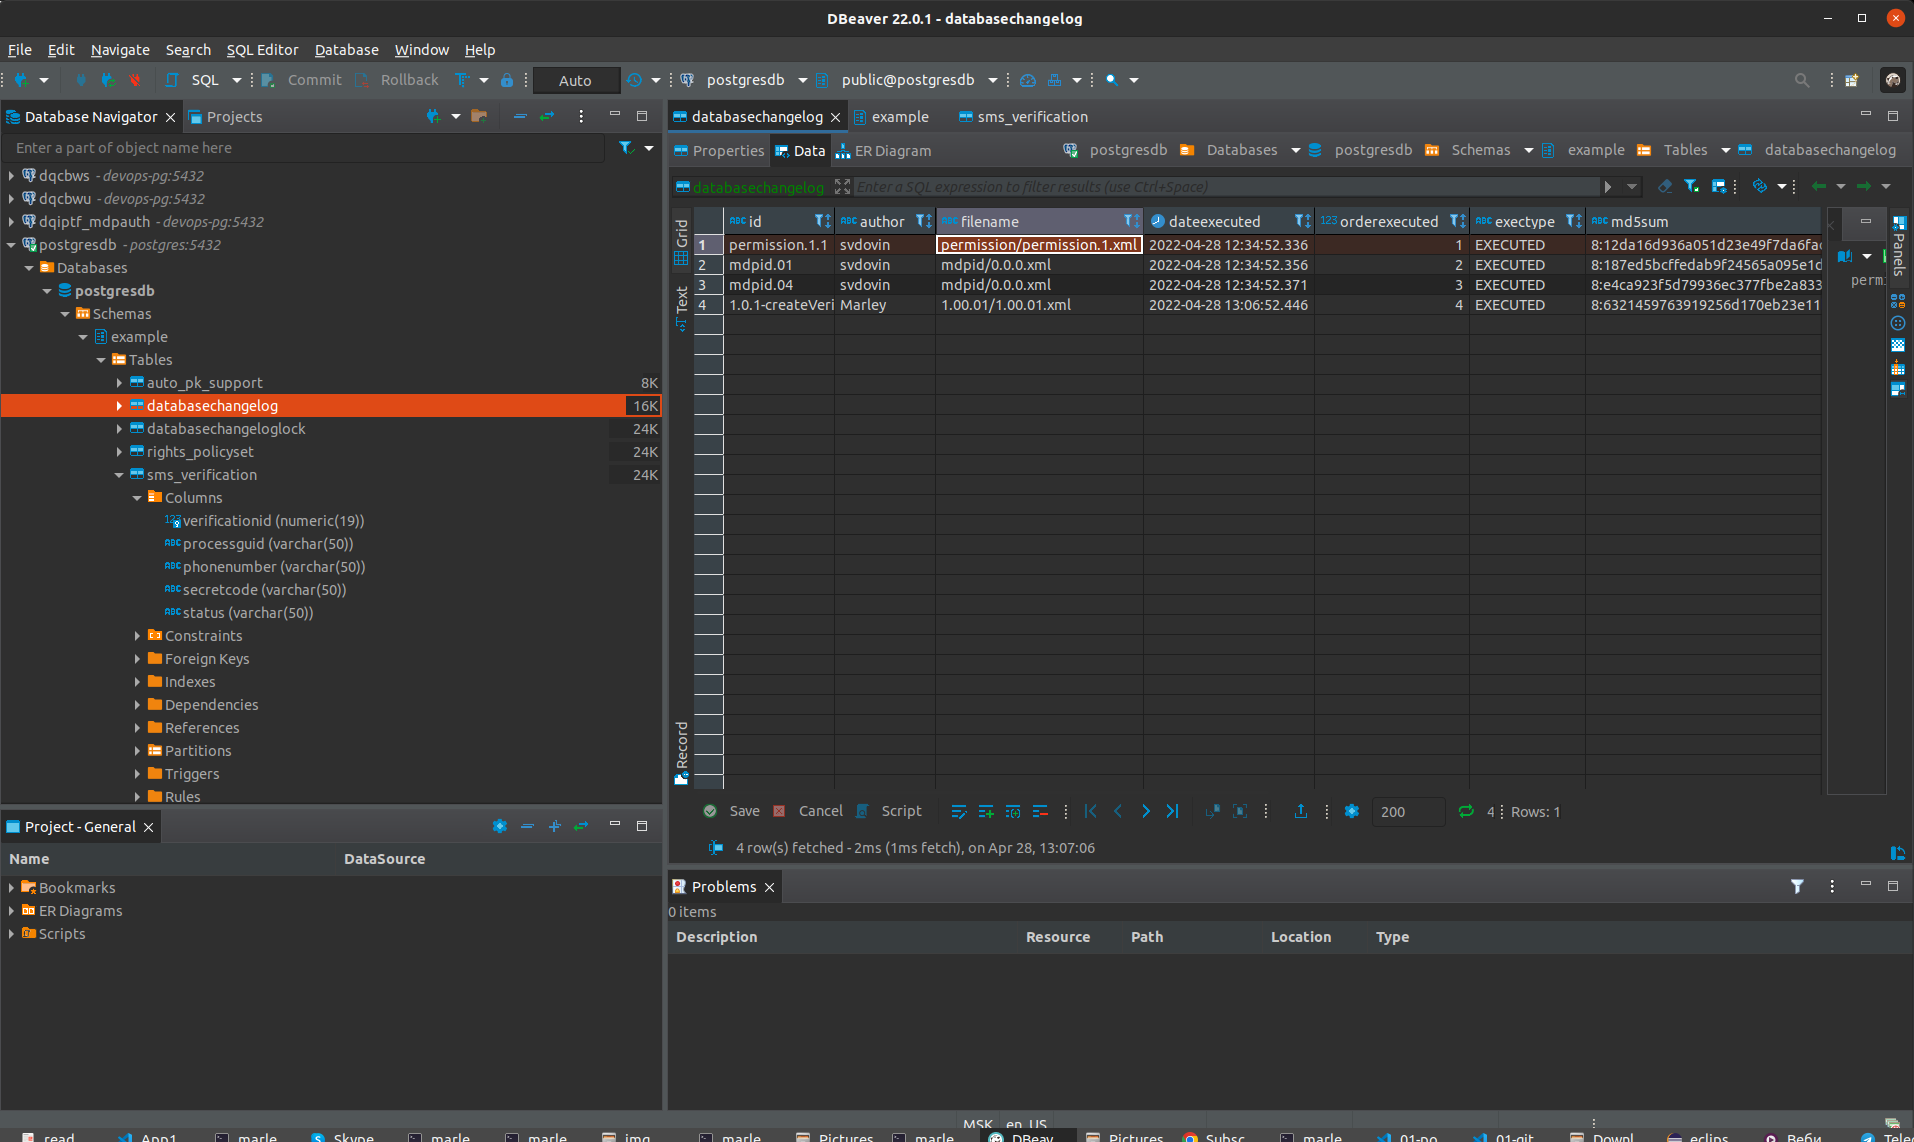 DBeaver 22.0.1 - databasechangelog
File Edit Navigate Search SQL Editor Database Window Help
SQL Commit Rollback Auto postgresdb public@postgresdb
Database Navigator Projects
Enter a part of object name here
dqcbws - devops-pg:5432
dqcbwu - devops-pg:5432
dqiptf_mdpauth - devops-pg:5432
postgresdb - postgres:5432
Databases
postgresdb
Schemas
example
Tables
auto_pk_support 8K
databasechangelog 16K
databasechangeloglock 24K
rights_policyset 24K
sms_verification 24K
Columns
verificationid (numeric(19))
processguid (varchar(50))
phonenumber (varchar(50))
secretcode (varchar(50))
status (varchar(50))
Constraints
Foreign Keys
Indexes
Dependencies
References
Partitions
Triggers
Rules
Project - General
Name DataSource
Bookmarks
ER Diagrams
Scripts
databasechangelog example sms_verification
Properties Data ER Diagram postgresdb Databases postgresdb Schemas example Tables databasechangelog
databasechangelog Enter a SQL expression to filter results (use Ctrl+Space)
Grid
Text
Record
id author filename dateexecuted orderexecuted exectype md5sum
1 permission.1.1 svdovin permission/permission.1.xml 2022-04-28 12:34:52.336 1 EXECUTED 8:12da16d936a051d23e49f7da6fa
2 mdpid.01 svdovin mdpid/0.0.0.xml 2022-04-28 12:34:52.356 2 EXECUTED 8:187ed5bcffedab9f24565a095e1d
3 mdpid.04 svdovin mdpid/0.0.0.xml 2022-04-28 12:34:52.371 3 EXECUTED 8:e4ca923f5d79936ec377fbe2a833
4 1.0.1-createVeri Marley 1.00.01/1.00.01.xml 2022-04-28 13:06:52.446 4 EXECUTED 8:6321459763919256d170eb23e11
permi
Panels
Save Cancel Script 200 4 Rows: 1
4 row(s) fetched - 2ms (1ms fetch), on Apr 28, 13:07:06
Problems
0 items
Description Resource Path Location Type
MSK en_US
read App1 marle Skype marle marle img marle Pictures marle DBeav Pictures Subsc marle 01-po 01-git Downl eclips Веби Tele